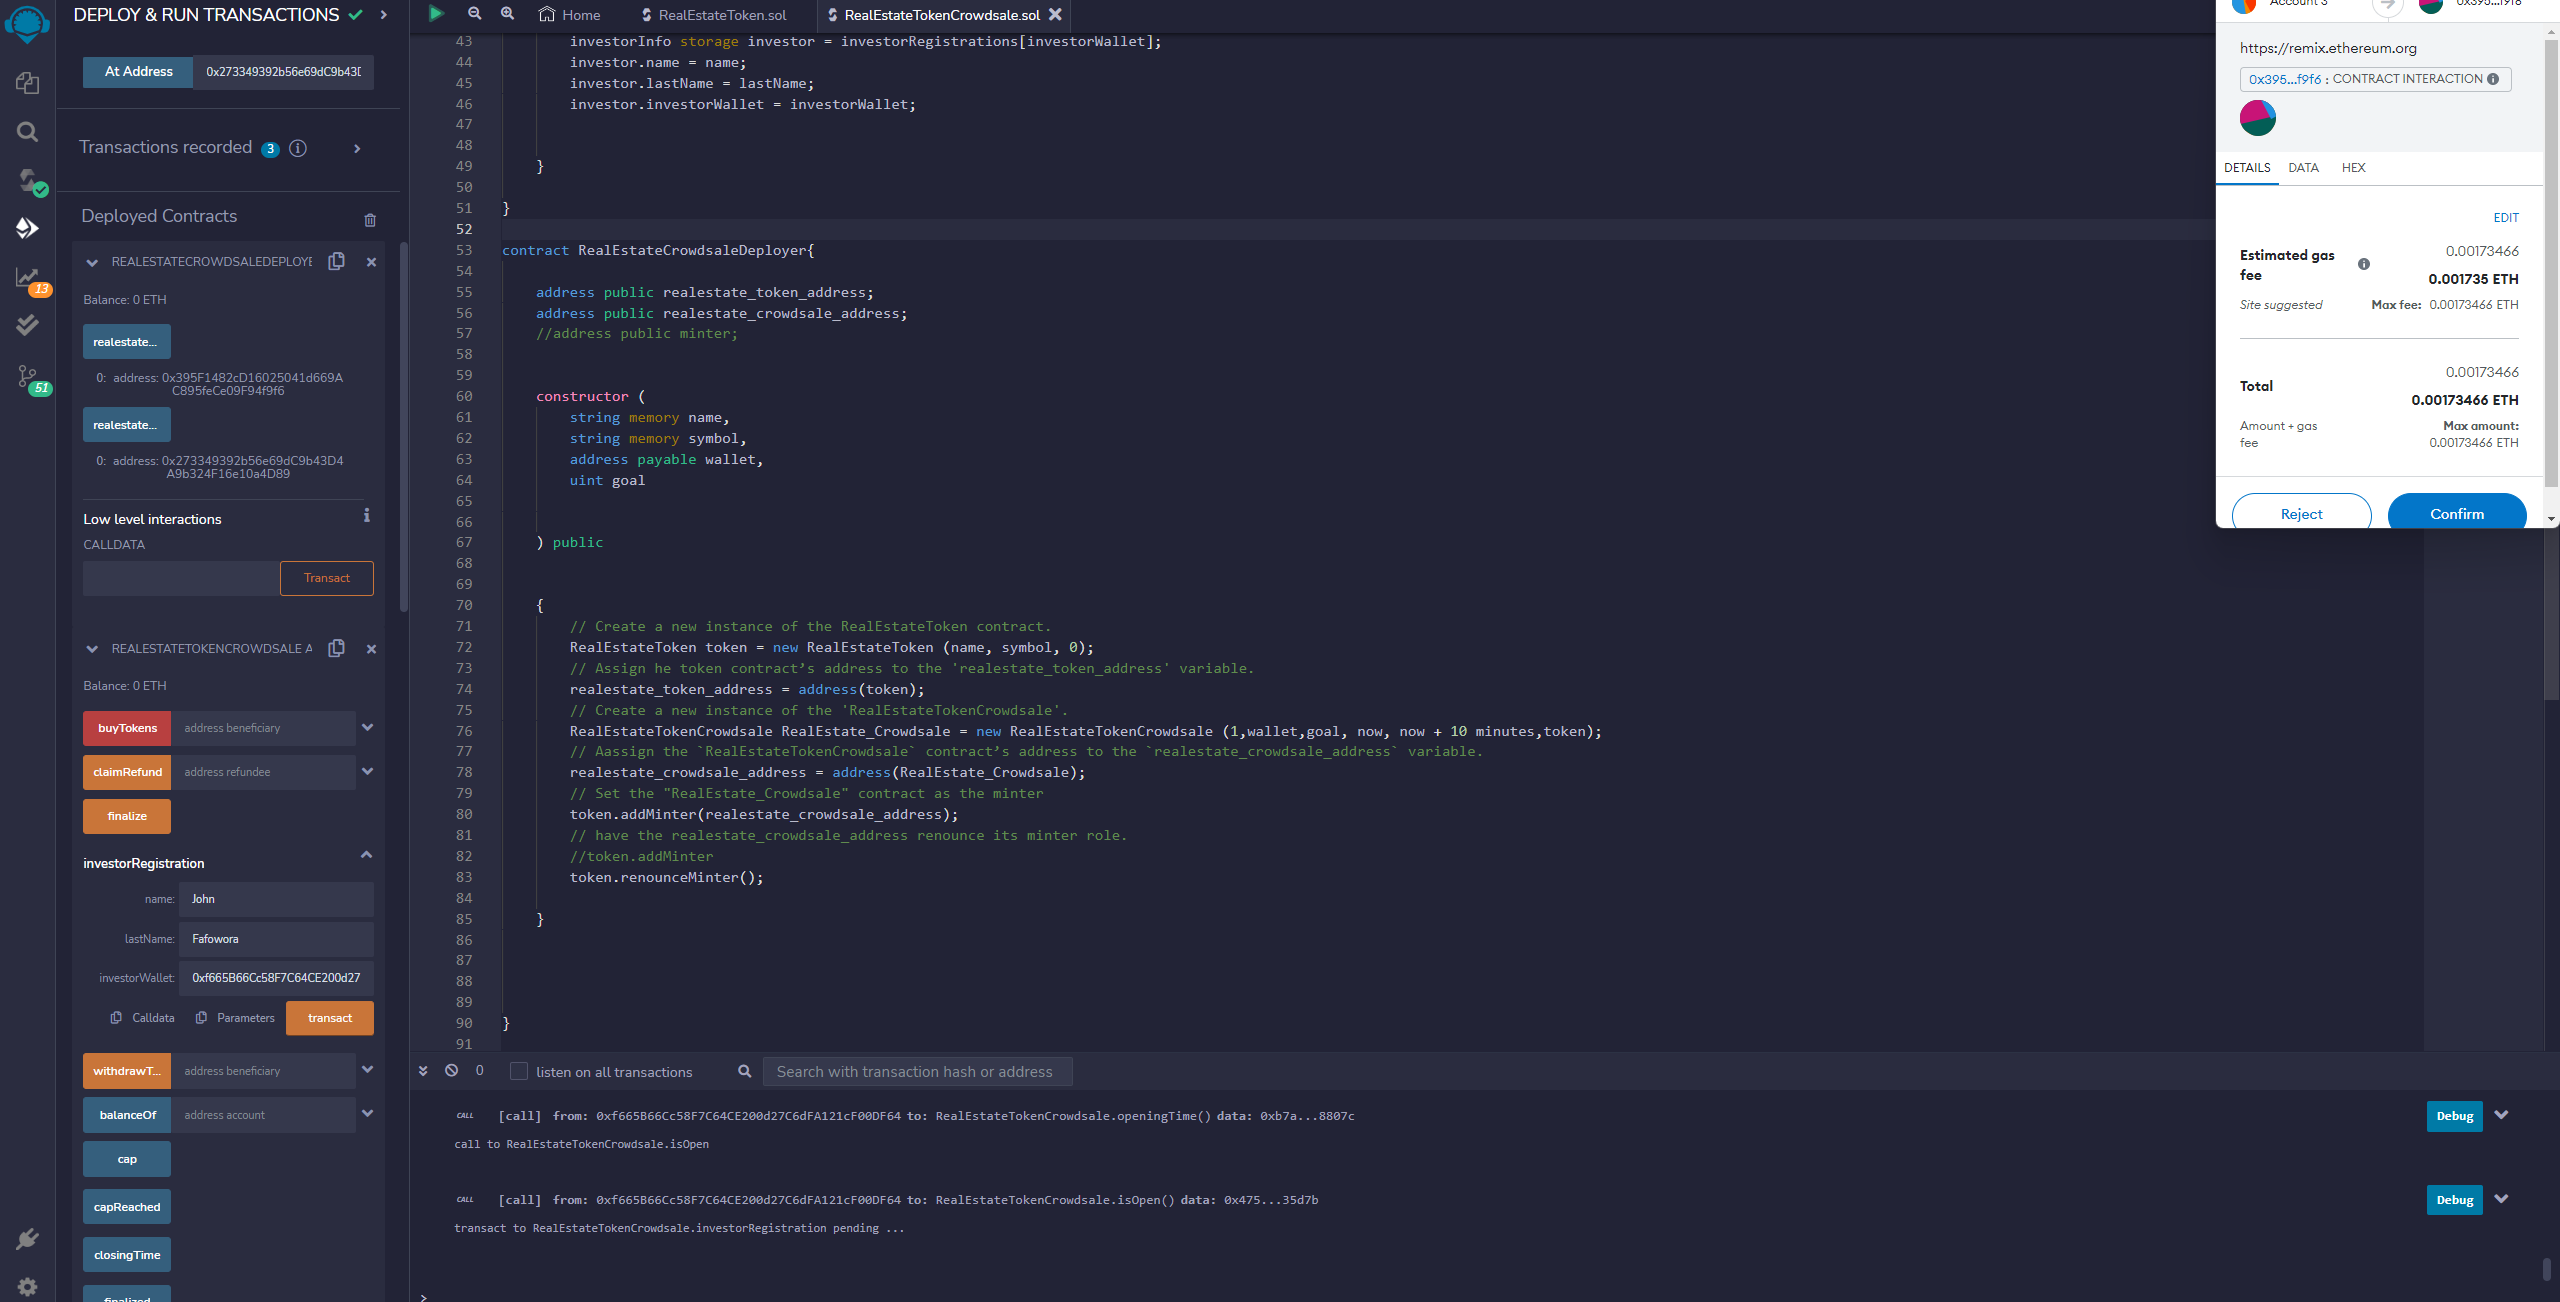 DEPLOY & RUN TRANSACTIONS
At Address
0x273349392b56e69dC9b43D
Transactions recorded 3
Deployed Contracts
REALESTATECROWDSALEDEPLOYE
Balance: 0 ETH
realestate...
0: address: 0x395F1482cD16025041d669A
C895feCe09F94f9f6
realestate...
0: address: 0x273349392b56e69dC9b43D4
A9b324F16e10a4D89
Low level interactions
CALLDATA
Transact
REALESTATETOKENCROWDSALE A
Balance: 0 ETH
buyTokens address beneficiary
claimRefund address refundee
finalize
investorRegistration
name: John
lastName: Fafowora
investorWallet: 0xf665B66Cc58F7C64CE200d27
Calldata Parameters transact
withdrawT... address beneficiary
balanceOf address account
cap
capReached
closingTime
finalized
13
51
Home RealEstateToken.sol RealEstateTokenCrowdsale.sol
43 investorInfo storage investor = investorRegistrations[investorWallet];
44 investor.name = name;
45 investor.lastName = lastName;
46 investor.investorWallet = investorWallet;
47
48
49 }
50
51 }
52
53 contract RealEstateCrowdsaleDeployer{
54
55 address public realestate_token_address;
56 address public realestate_crowdsale_address;
57 //address public minter;
58
59
60 constructor (
61 string memory name,
62 string memory symbol,
63 address payable wallet,
64 uint goal
65
66
67 ) public
68
69
70 {
71 // Create a new instance of the RealEstateToken contract.
72 RealEstateToken token = new RealEstateToken (name, symbol, 0);
73 // Assign he token contract’s address to the 'realestate_token_address' variable.
74 realestate_token_address = address(token);
75 // Create a new instance of the 'RealEstateTokenCrowdsale'.
76 RealEstateTokenCrowdsale RealEstate_Crowdsale = new RealEstateTokenCrowdsale (1,wallet,goal, now, now + 10 minutes,token);
77 // Aassign the `RealEstateTokenCrowdsale` contract’s address to the `realestate_crowdsale_address` variable.
78 realestate_crowdsale_address = address(RealEstate_Crowdsale);
79 // Set the "RealEstate_Crowdsale" contract as the minter
80 token.addMinter(realestate_crowdsale_address);
81 // have the realestate_crowdsale_address renounce its minter role.
82 //token.addMinter
83 token.renounceMinter();
84
85 }
86
87
88
89
90 }
91
0 listen on all transactions Search with transaction hash or address
CALL [call] from: 0xf665B66Cc58F7C64CE200d27C6dFA121cF00DF64 to: RealEstateTokenCrowdsale.openingTime() data: 0xb7a...8807c Debug
call to RealEstateTokenCrowdsale.isOpen
CALL [call] from: 0xf665B66Cc58F7C64CE200d27C6dFA121cF00DF64 to: RealEstateTokenCrowdsale.isOpen() data: 0x475...35d7b Debug
transact to RealEstateTokenCrowdsale.investorRegistration pending ...
>
Account 3 0x395...f9f6
https://remix.ethereum.org
0x395...f9f6 : CONTRACT INTERACTION
DETAILS DATA HEX
EDIT
Estimated gas
fee
0.00173466
0.001735 ETH
Site suggested Max fee: 0.00173466 ETH
0.00173466
Total
0.00173466 ETH
Amount + gas
fee
Max amount:
0.00173466 ETH
Reject Confirm